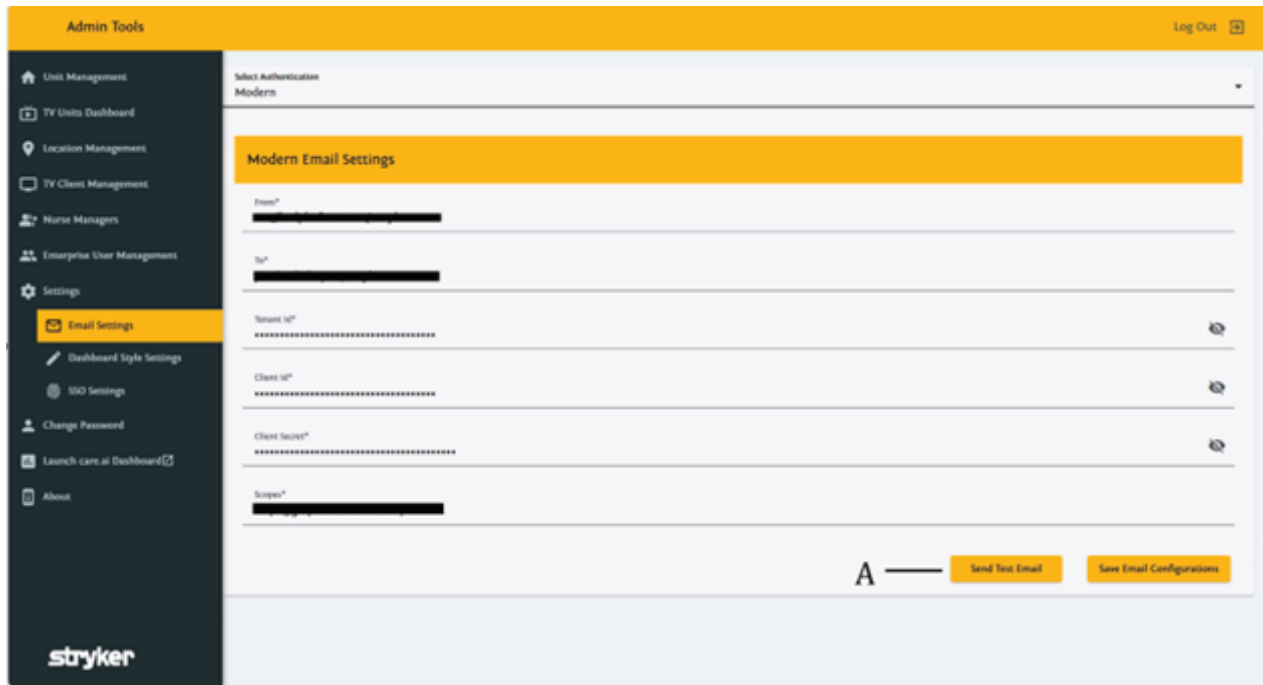 Admin Tools
Log Out
Unit Management
TV Units Dashboard
Location Management
TV Client Management
Nurse Managers
Enterprise User Management
Settings
Email Settings
Dashboard Style Settings
SSO Settings
Change Password
Launch care.ai Dashboard
About
stryker
Select Authentication
Modern
Modern Email Settings
From*
To*
Tenant Id*
••••••••••••••••••••••••••••••••••••
Client Id*
••••••••••••••••••••••••••••••••••••
Client Secret*
••••••••••••••••••••••••••••••••••••••••
Scopes*
A
Send Test Email
Save Email Configurations